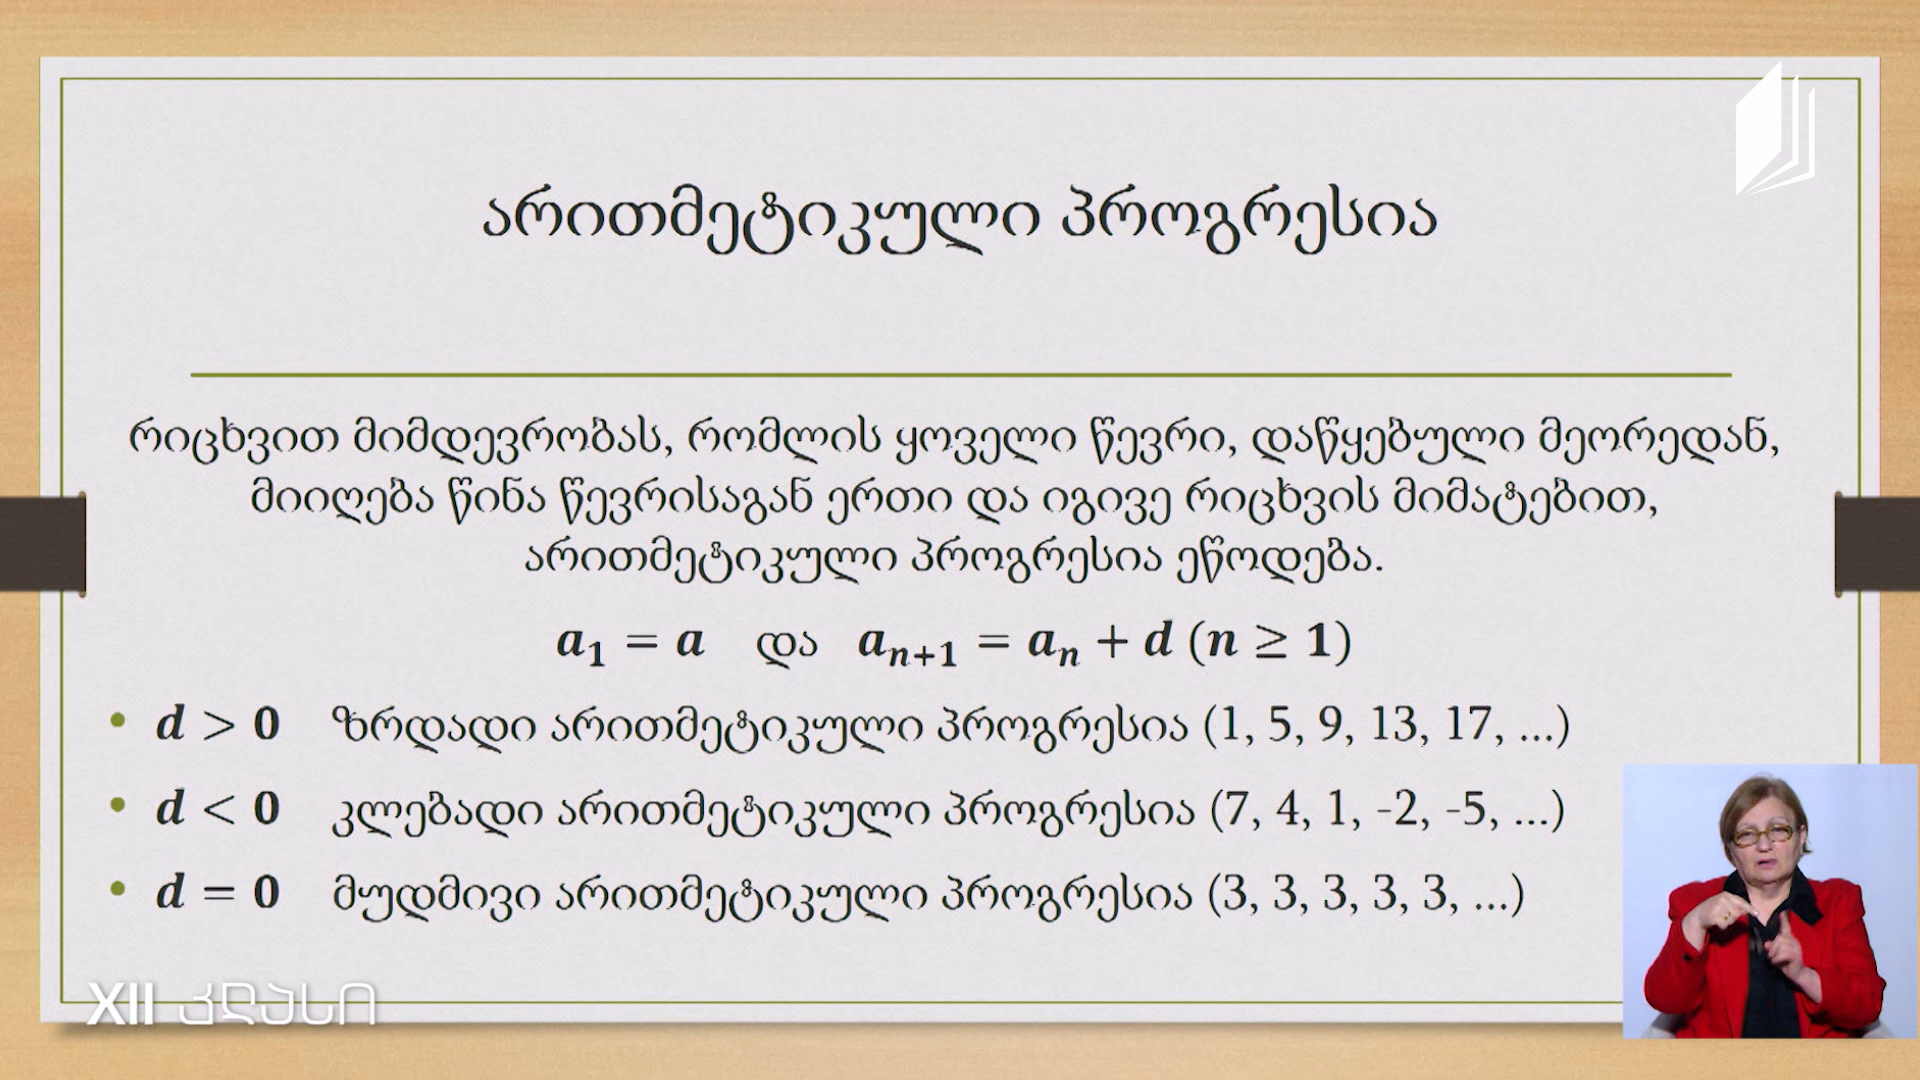 არითმეტიკული პროგრესია
რიცხვით მიმდევრობას, რომლის ყოველი წევრი, დაწყებული მეორედან,
მიიღება წინა წევრისაგან ერთი და იგივე რიცხვის მიმატებით,
არითმეტიკული პროგრესია ეწოდება.
a₁ = a და aₙ₊₁ = aₙ + d (n ≥ 1)
• d > 0 ზრდადი არითმეტიკული პროგრესია (1, 5, 9, 13, 17, ...)
• d < 0 კლებადი არითმეტიკული პროგრესია (7, 4, 1, -2, -5, ...)
• d = 0 მუდმივი არითმეტიკული პროგრესია (3, 3, 3, 3, 3, ...)
XII კლასი